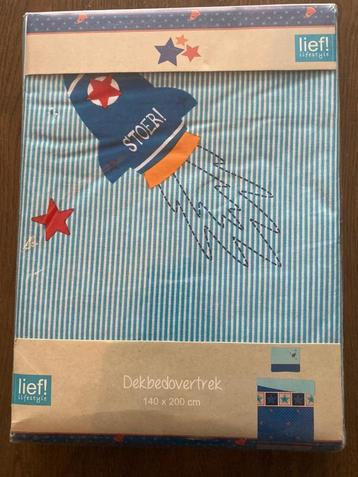 lief!
lifestyle
STOER!
lief!
lifestyle
Dekbedovertrek
140 x 200 cm